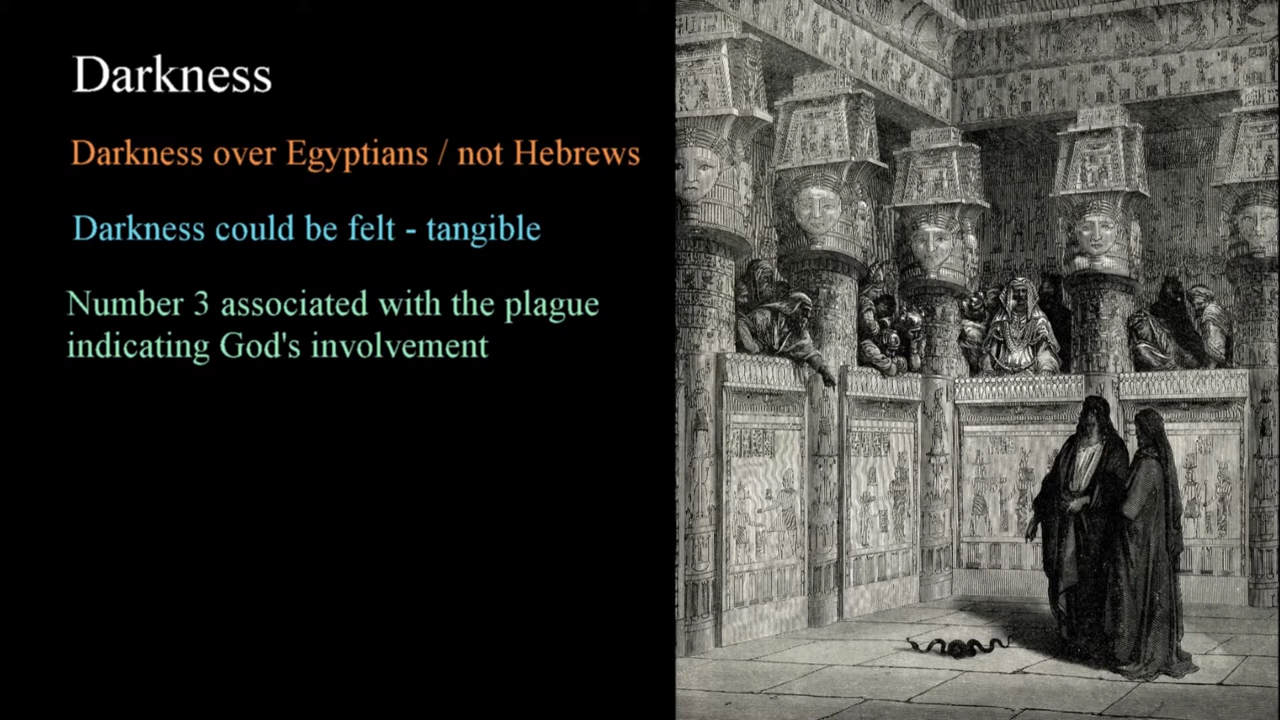 Darkness
Darkness over Egyptians / not Hebrews
Darkness could be felt - tangible
Number 3 associated with the plague
indicating God's involvement